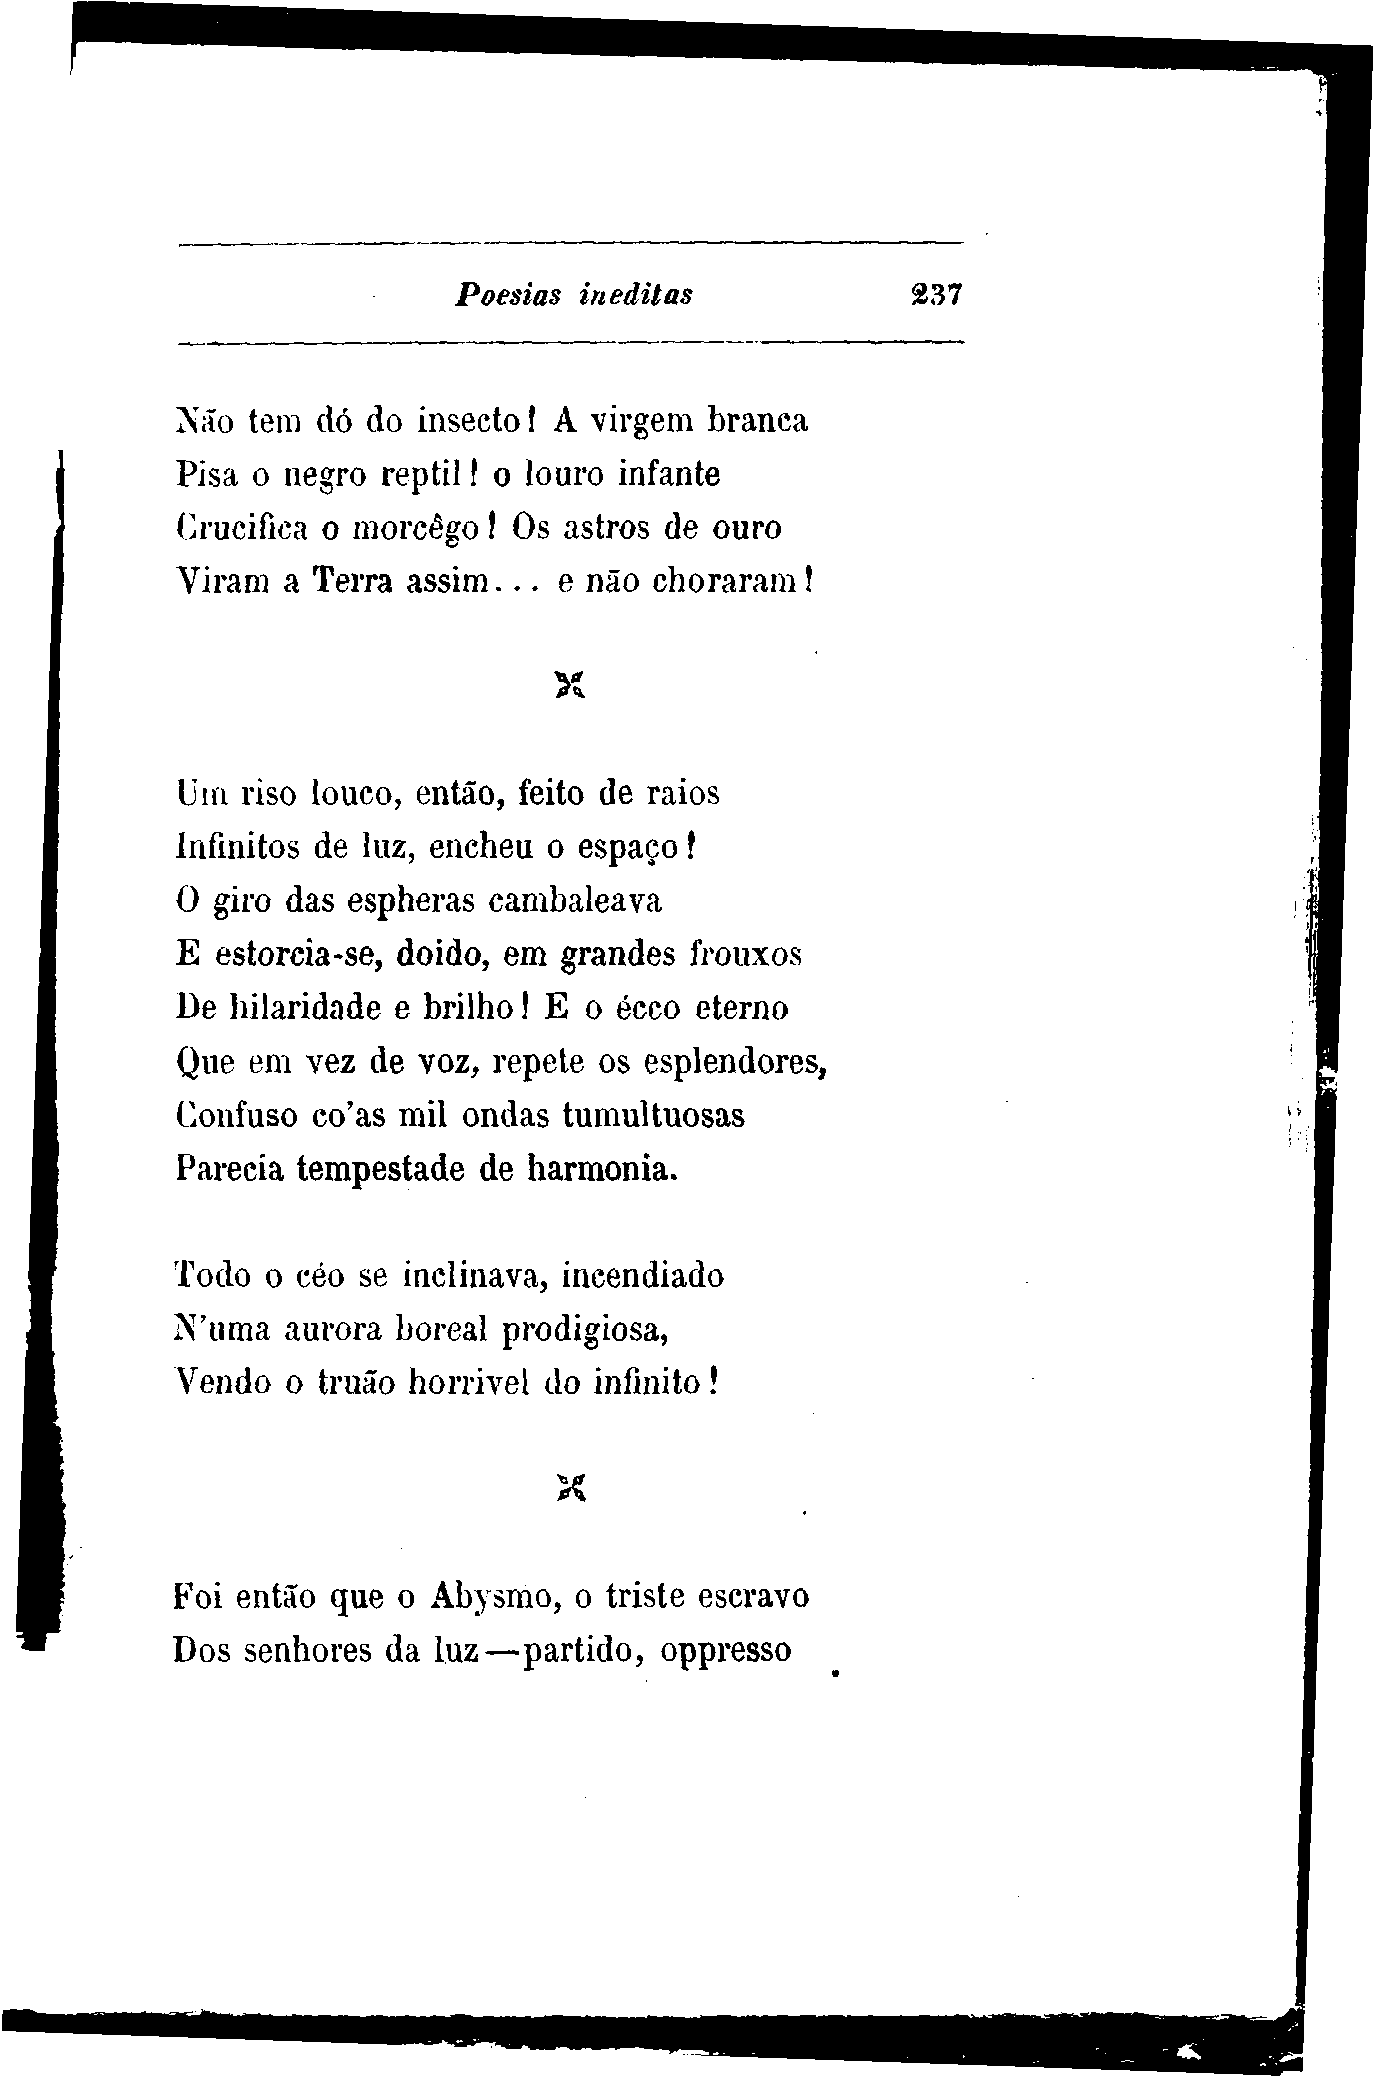 Poesias ineditas 237
Não tem dó do insecto! A virgem branca
Pisa o negro reptil! o louro infante
Crucifica o morcêgo! Os astros de ouro
Viram a Terra assim... e não choraram!
Um riso louco, então, feito de raios
Infinitos de luz, encheu o espaço!
O giro das espheras cambaleava
E estorcia-se, doido, em grandes frouxos
De hilaridade e brilho! E o écco eterno
Que em vez de voz, repete os esplendores,
Confuso co'as mil ondas tumultuosas
Parecia tempestade de harmonia.
Todo o céo se inclinava, incendiado
N'uma aurora boreal prodigiosa,
Vendo o truão horrivel do infinito!
Foi então que o Abysmo, o triste escravo
Dos senhores da luz—partido, oppresso